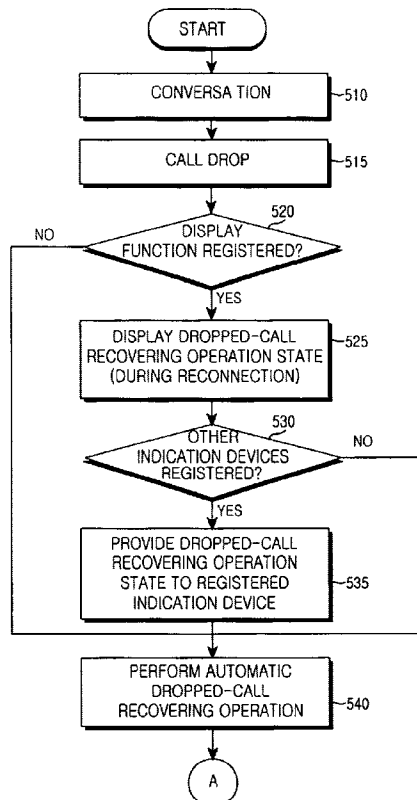 START
CONVERSA TION
510
CALL DROP
515
520
DISPLAY
FUNCTION REGISTERED?
NO
YES
DISPLAY DROPPED-CALL
RECOVERING OPERATION STATE
(DURING RECONNECTION)
525
530
OTHER
INDICATION DEVICES
REGISTERED?
NO
YES
PROVIDE DROPPED-CALL
RECOVERING OPERATION
STATE TO REGISTERED
INDICATION DEVICE
535
PERFORM AUTOMATIC
DROPPED-CALL
RECOVERING OPERATION
540
A